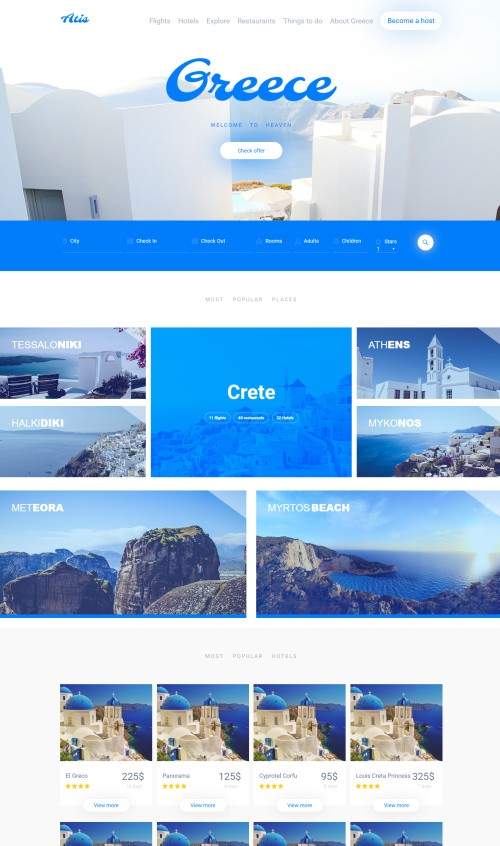 Atis
Flights Hotels Explore Restaurants Things to do About Greece Become a host
Greece
WELCOME TO HEAVEN
Check offer
City Check In Check Out Rooms Adults Children Stars
1
MOST POPULAR PLACES
TESSALONIKI
ATHENS
Crete
11 flights 48 restaurants 32 Hotels
HALKIDIKI
MYKONOS
METEORA
MYRTOS BEACH
MOST POPULAR HOTELS
El Greco 225$ Panorama 125$ Cyprotel Corfu 95$ Louis Creta Princess 325$
View more View more View more View more